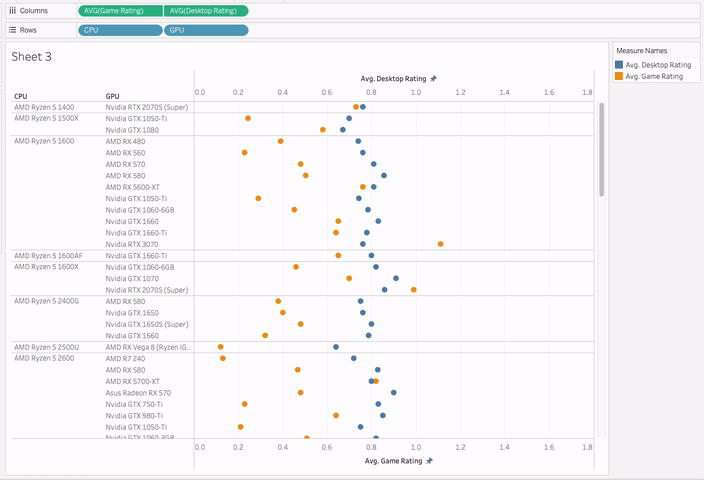 Columns AVG(Game Rating) AVG(Desktop Rating)
Rows CPU GPU
Sheet 3
Measure Names
Avg. Desktop Rating
Avg. Game Rating
Avg. Desktop Rating
CPU GPU 0.0 0.2 0.4 0.6 0.8 1.0 1.2 1.4 1.6 1.8
AMD Ryzen 5 1400 Nvidia RTX 2070S (Super)
AMD Ryzen 5 1500X Nvidia GTX 1050-Ti
Nvidia GTX 1080
AMD Ryzen 5 1600 AMD RX 480
AMD RX 560
AMD RX 570
AMD RX 580
AMD RX 5600-XT
Nvidia GTX 1050-Ti
Nvidia GTX 1060-6GB
Nvidia GTX 1660
Nvidia GTX 1660-Ti
Nvidia RTX 3070
AMD Ryzen 5 1600AF Nvidia GTX 1660-Ti
AMD Ryzen 5 1600X Nvidia GTX 1060-6GB
Nvidia GTX 1070
Nvidia RTX 2070S (Super)
AMD Ryzen 5 2400G AMD RX 580
Nvidia GTX 1650
Nvidia GTX 1650S (Super)
Nvidia GTX 1660
AMD Ryzen 5 2500U AMD RX Vega 8 (Ryzen iG..
AMD Ryzen 5 2600 AMD R7 240
AMD RX 580
AMD RX 5700-XT
Asus Radeon RX 570
Nvidia GTX 750-Ti
Nvidia GTX 980-Ti
Nvidia GTX 1050-Ti
Nvidia GTX 1060-3GB
0.0 0.2 0.4 0.6 0.8 1.0 1.2 1.4 1.6 1.8
Avg. Game Rating